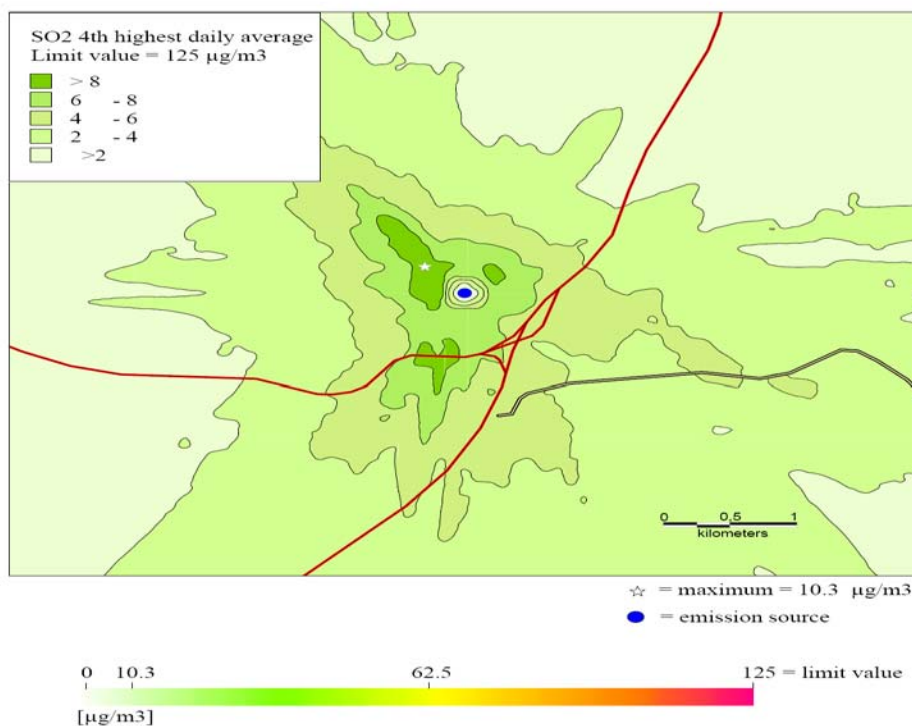 SO2 4th highest daily average
Limit value = 125 µg/m3
> 8
6 - 8
4 - 6
2 - 4
>2
0 0,5 1
kilometers
☆ = maximum = 10.3 µg/m3
= emission source
0 10.3 62.5 125 = limit value
[µg/m3]